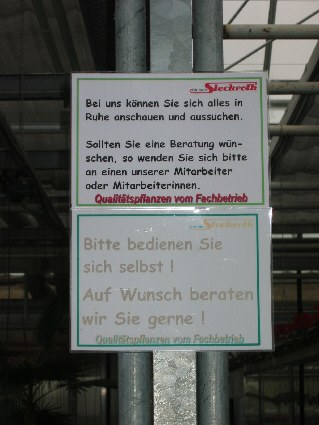 Steckroth
Bei uns können Sie sich alles in
Ruhe anschauen und aussuchen.
Sollten Sie eine Beratung wün-
schen, so wenden Sie sich bitte
an einen unserer Mitarbeiter
oder Mitarbeiterinnen.
Qualitätspflanzen vom Fachbetrieb
Steckroth
Bitte bedienen Sie
sich selbst !
Auf Wunsch beraten
wir Sie gerne !
Qualitätspflanzen vom Fachbetrieb